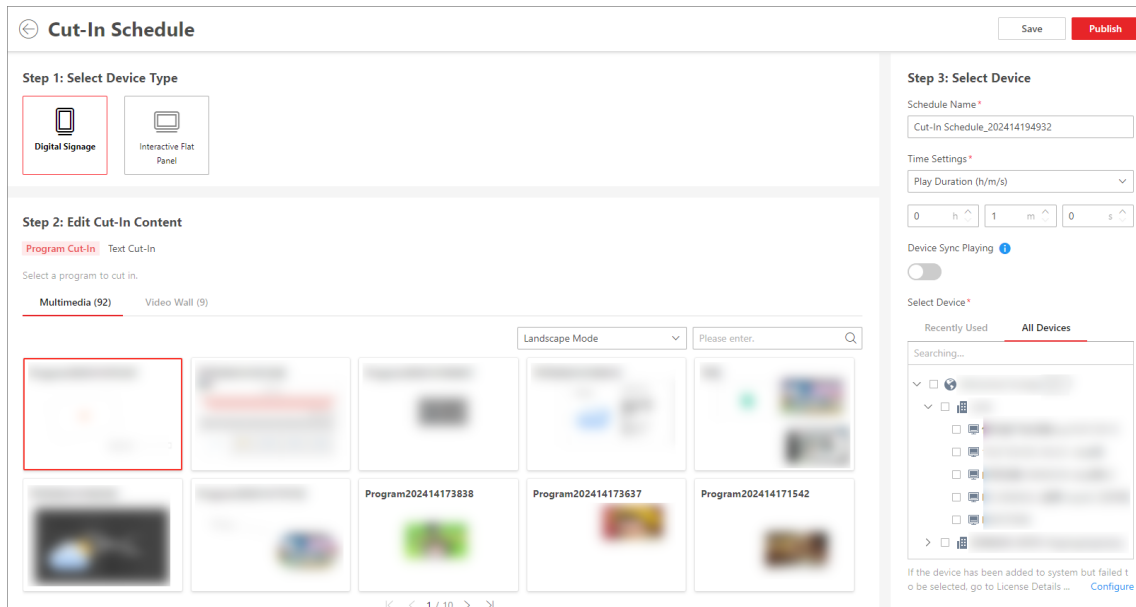 Cut-In Schedule
Save
Publish
Step 1: Select Device Type
Digital Signage
Interactive Flat
Panel
Step 2: Edit Cut-In Content
Program Cut-In Text Cut-In
Select a program to cut in.
Multimedia (92) Video Wall (9)
Landscape Mode
Please enter.
Program202414173838
Program202414173637
Program202414171542
1 / 10
Step 3: Select Device
Schedule Name*
Cut-In Schedule_202414194932
Time Settings*
Play Duration (h/m/s)
0 h 1 m 0 s
Device Sync Playing
Select Device*
Recently Used All Devices
Searching...
If the device has been added to system but failed t
o be selected, go to License Details ... Configure